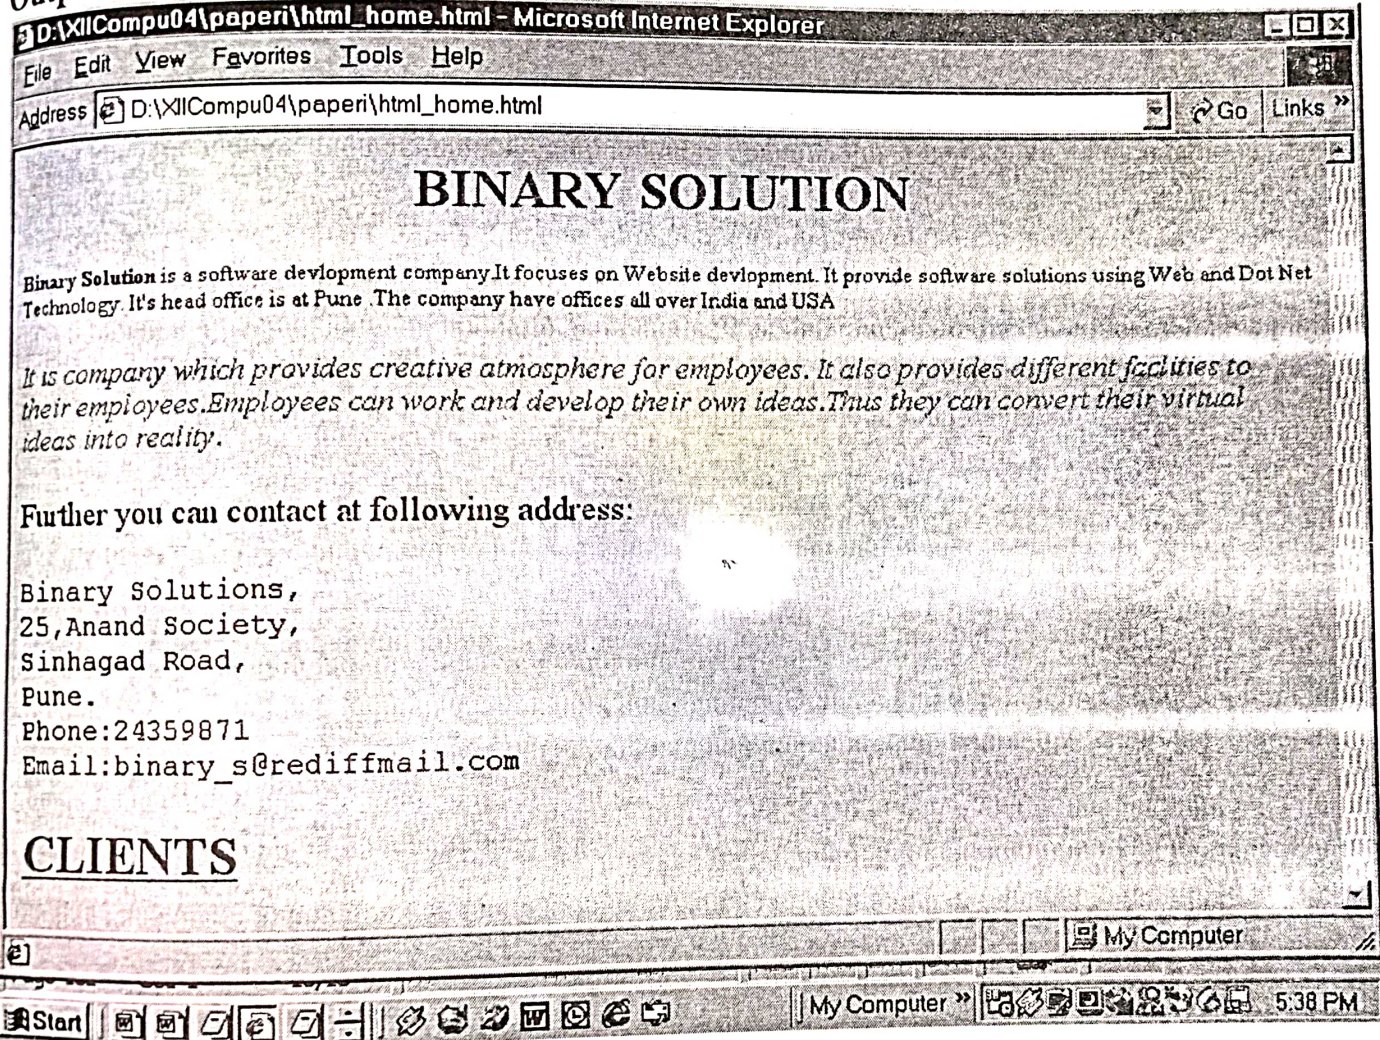 D:\XIICompu04\paperi\html_home.html - Microsoft Internet Explorer
File Edit View Favorites Tools Help
Address D:\XIICompu04\paperi\html_home.html Go Links »
BINARY SOLUTION
Binary Solution is a software devlopment company.It focuses on Website devlopment. It provide software solutions using Web and Dot Net
Technology. It's head office is at Pune .The company have offices all over India and USA
It is company which provides creative atmosphere for employees. It also provides different facilities to
their employees.Employees can work and develop their own ideas.Thus they can convert their virtual
ideas into reality.
Further you can contact at following address:
Binary Solutions,
25,Anand Society,
Sinhagad Road,
Pune.
Phone:24359871
Email:binary_s@rediffmail.com
CLIENTS
My Computer
Start My Computer » 5:38 PM